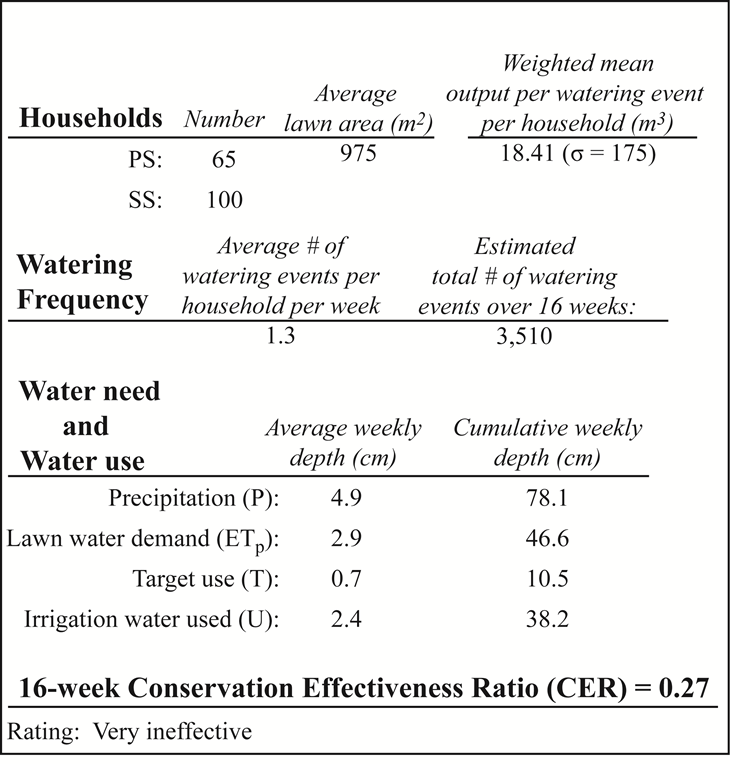 Weighted mean
Average output per watering event
Households Number lawn area (m²) per household (m³)
PS: 65 975 18.41 (σ = 175)
SS: 100
Average # of Estimated
Watering watering events per total # of watering
Frequency household per week events over 16 weeks:
1.3 3,510
Water need
and Average weekly Cumulative weekly
Water use depth (cm) depth (cm)
Precipitation (P): 4.9 78.1
Lawn water demand (ETp): 2.9 46.6
Target use (T): 0.7 10.5
Irrigation water used (U): 2.4 38.2
16-week Conservation Effectiveness Ratio (CER) = 0.27
Rating: Very ineffective